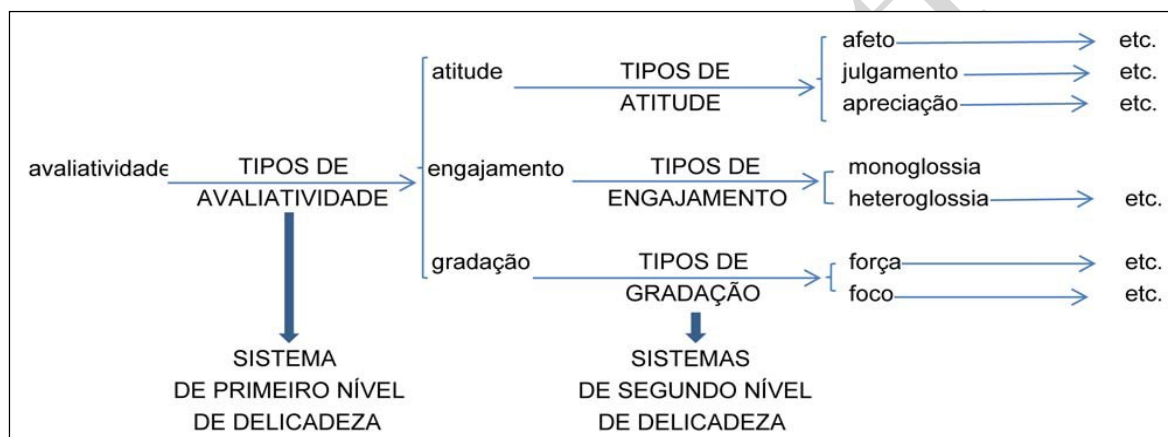 afeto etc.
atitude TIPOS DE julgamento etc.
ATITUDE apreciação etc.
avaliatividade TIPOS DE engajamento TIPOS DE monoglossia
AVALIATIVIDADE ENGAJAMENTO heteroglossia etc.
gradação TIPOS DE força etc.
GRADAÇÃO foco etc.
SISTEMA SISTEMAS
DE PRIMEIRO NÍVEL DE SEGUNDO NÍVEL
DE DELICADEZA DE DELICADEZA